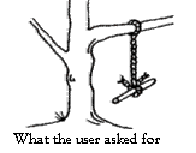 What the user asked for